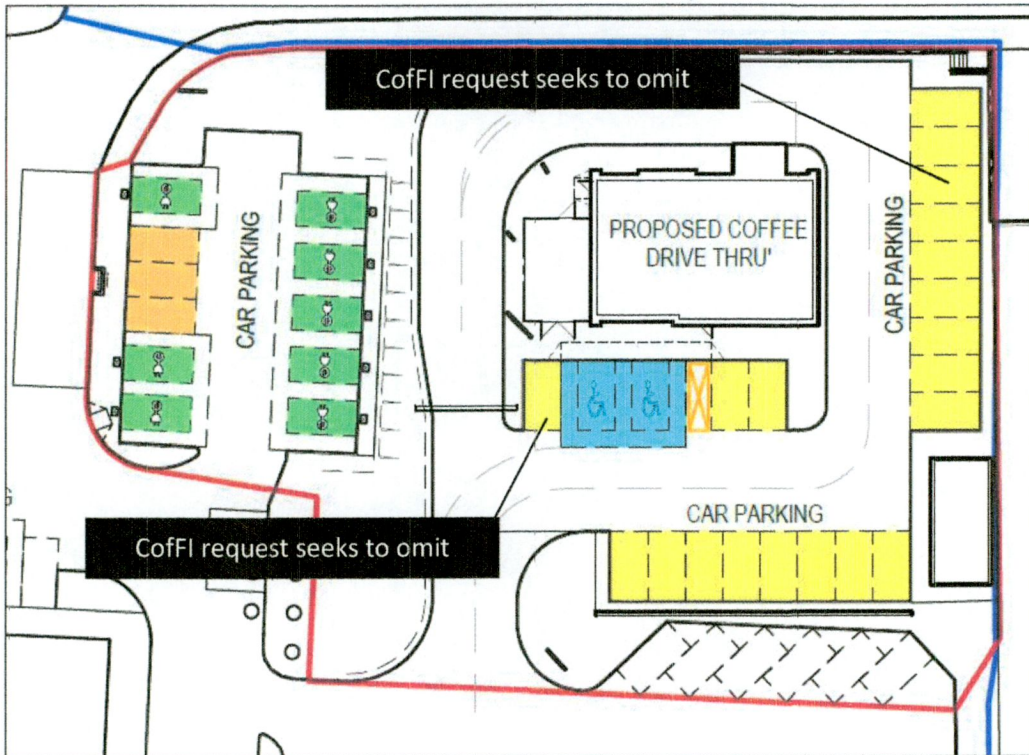 CofFI request seeks to omit
CAR PARKING
PROPOSED COFFEE
DRIVE THRU'
CAR PARKING
CAR PARKING
CofFI request seeks to omit